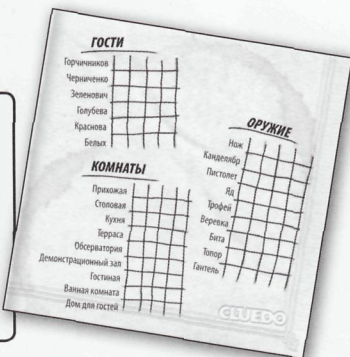 ГОСТИ
Горчичников
Черниченко
Зеленович
Голубева
Краснова
Белых
КОМНАТЫ
Прихожая
Столовая
Кухня
Терраса
Обсерватория
Демонстрационный зал
Гостиная
Ванная комната
Дом для гостей
ОРУЖИЕ
Нож
Канделябр
Пистолет
Яд
Трофей
Веревка
Бита
Топор
Гантель
CLUEDO